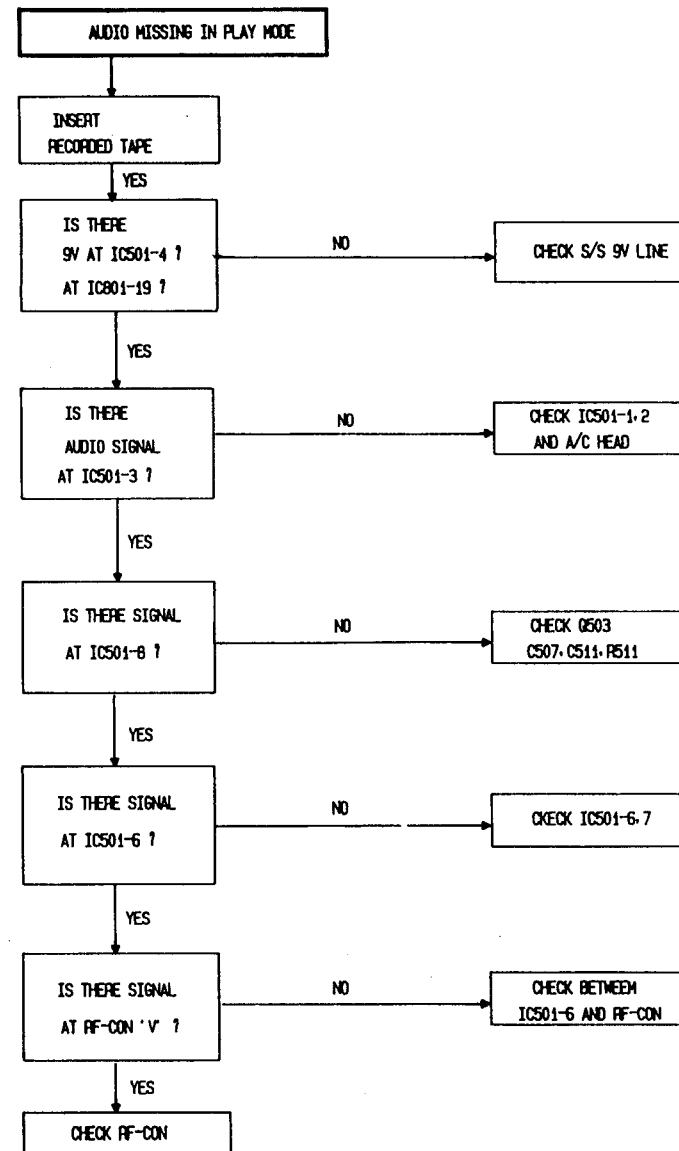 AUDIO MISSING IN PLAY MODE
INSERT
RECORDED TAPE
YES
IS THERE
9V AT IC501-4 ?
AT IC801-19 ?
NO
CHECK S/S 9V LINE
YES
IS THERE
AUDIO SIGNAL
AT IC501-3 ?
NO
CHECK IC501-1,2
AND A/C HEAD
YES
IS THERE SIGNAL
AT IC501-8 ?
NO
CHECK Q503
C507,C511,R511
YES
IS THERE SIGNAL
AT IC501-6 ?
NO
CKECK IC501-6,7
YES
IS THERE SIGNAL
AT RF-CON 'V' ?
NO
CHECK BETWEEM
IC501-6 AND RF-CON
YES
CHECK RF-CON